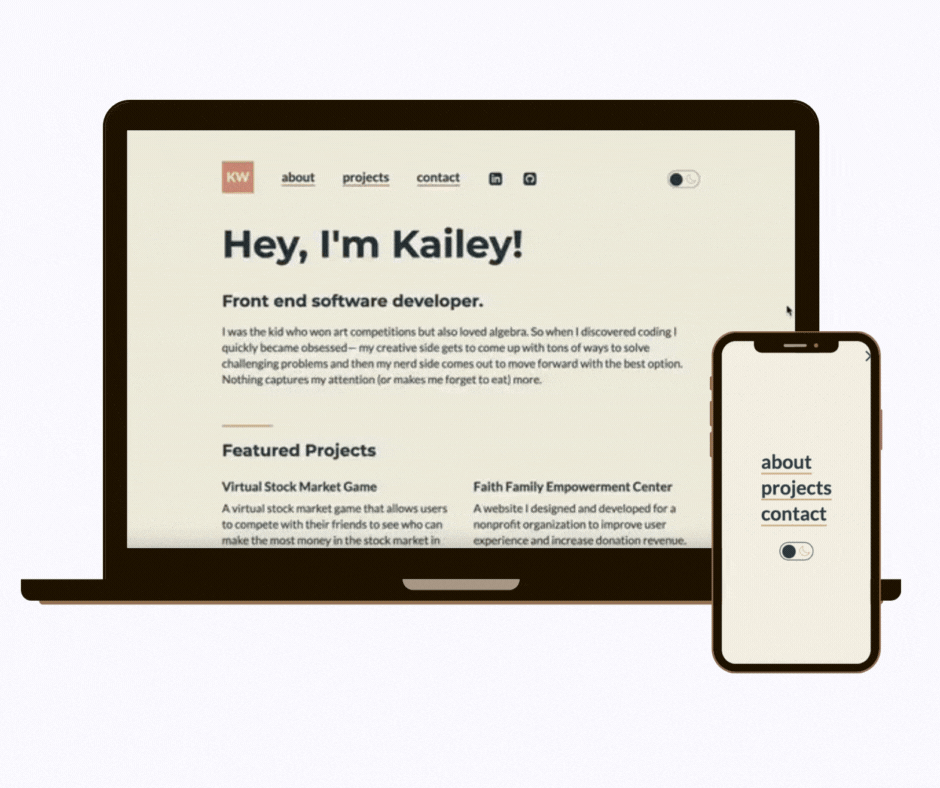 KW about projects contact in
Hey, I'm Kailey!
Front end software developer.
I was the kid who won art competitions but also loved algebra. So when I discovered coding I
quickly became obsessed— my creative side gets to come up with tons of ways to solve
challenging problems and then my nerd side comes out to move forward with the best option.
Nothing captures my attention (or makes me forget to eat) more.
Featured Projects
Virtual Stock Market Game
A virtual stock market game that allows users
to compete with their friends to see who can
make the most money in the stock market in
Faith Family Empowerment Center
A website I designed and developed for a
nonprofit organization to improve user
experience and increase donation revenue.
about
projects
contact